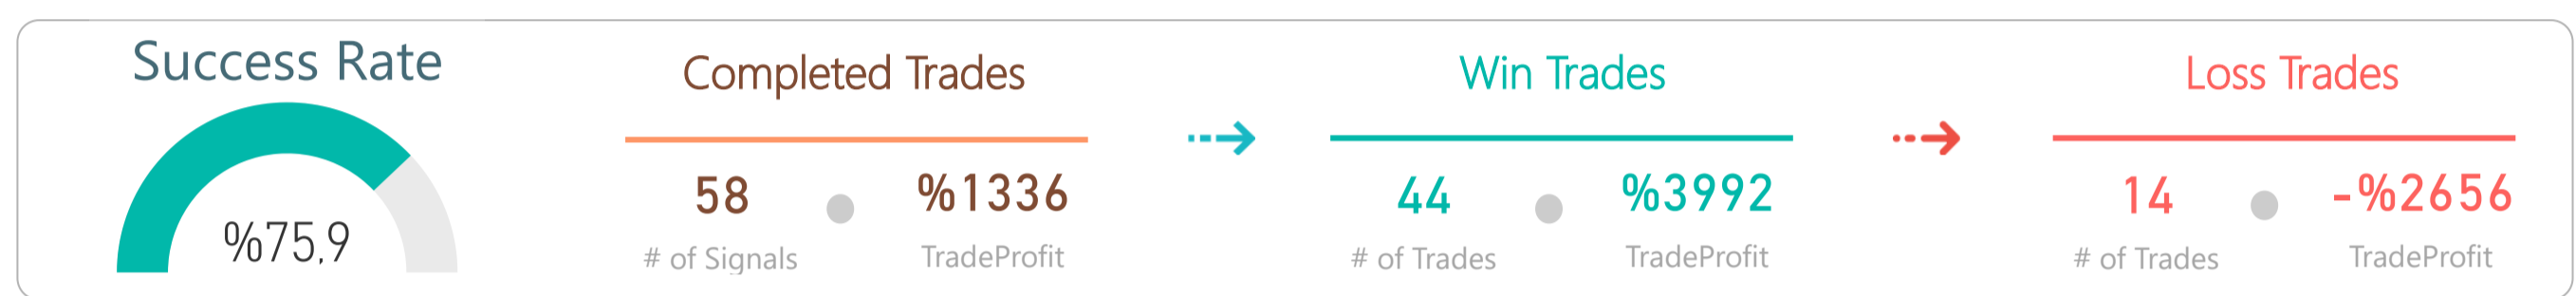 Success Rate
%75,9
Completed Trades
58
# of Signals
%1336
TradeProfit
Win Trades
44
# of Trades
%3992
TradeProfit
Loss Trades
14
# of Trades
-%2656
TradeProfit